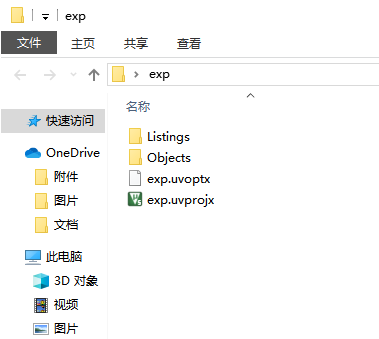 exp
文件 主页 共享 查看
exp
名称
快速访问
OneDrive
附件
图片
文档
此电脑
3D 对象
视频
图片
Listings
Objects
exp.uvoptx
exp.uvprojx